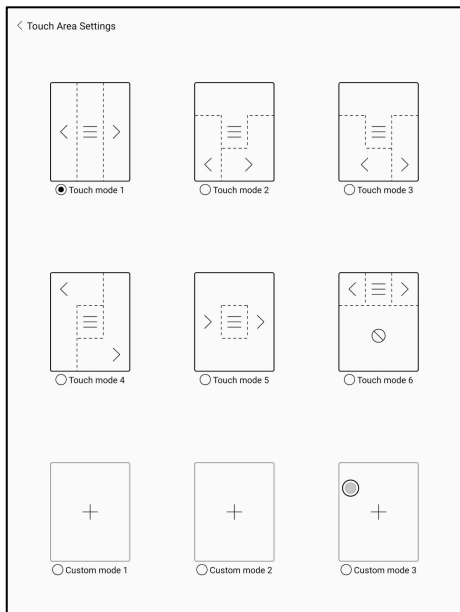 Touch Area Settings
Touch mode 1
Touch mode 2
Touch mode 3
Touch mode 4
Touch mode 5
Touch mode 6
Custom mode 1
Custom mode 2
Custom mode 3